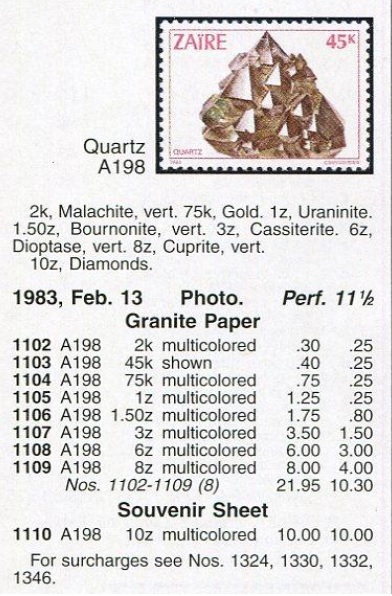 ZAÏRE 45K
QUARTZ
Quartz
A198
2k, Malachite, vert. 75k, Gold. 1z, Uraninite.
1.50z, Bournonite, vert. 3z, Cassiterite. 6z,
Dioptase, vert. 8z, Cuprite, vert.
10z, Diamonds.
1983, Feb. 13 Photo. Perf. 11½
Granite Paper
1102 A198 2k multicolored .30 .25
1103 A198 45k shown .40 .25
1104 A198 75k multicolored .75 .25
1105 A198 1z multicolored 1.25 .25
1106 A198 1.50z multicolored 1.75 .80
1107 A198 3z multicolored 3.50 1.50
1108 A198 6z multicolored 6.00 3.00
1109 A198 8z multicolored 8.00 4.00
Nos. 1102-1109 (8) 21.95 10.30
Souvenir Sheet
1110 A198 10z multicolored 10.00 10.00
For surcharges see Nos. 1324, 1330, 1332,
1346.